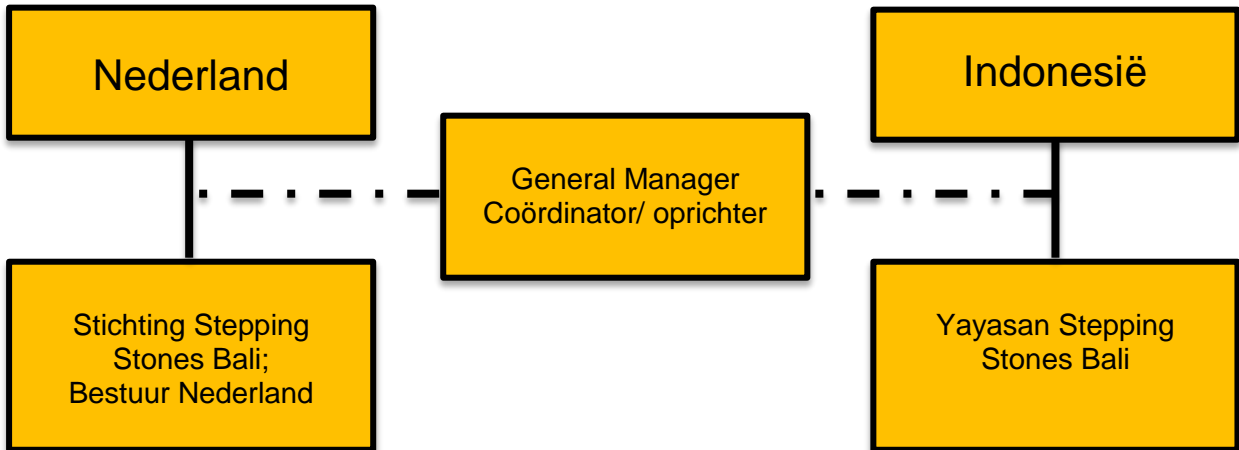 Nederland
Indonesië
General Manager
Coördinator/ oprichter
Stichting Stepping
Stones Bali;
Bestuur Nederland
Yayasan Stepping
Stones Bali